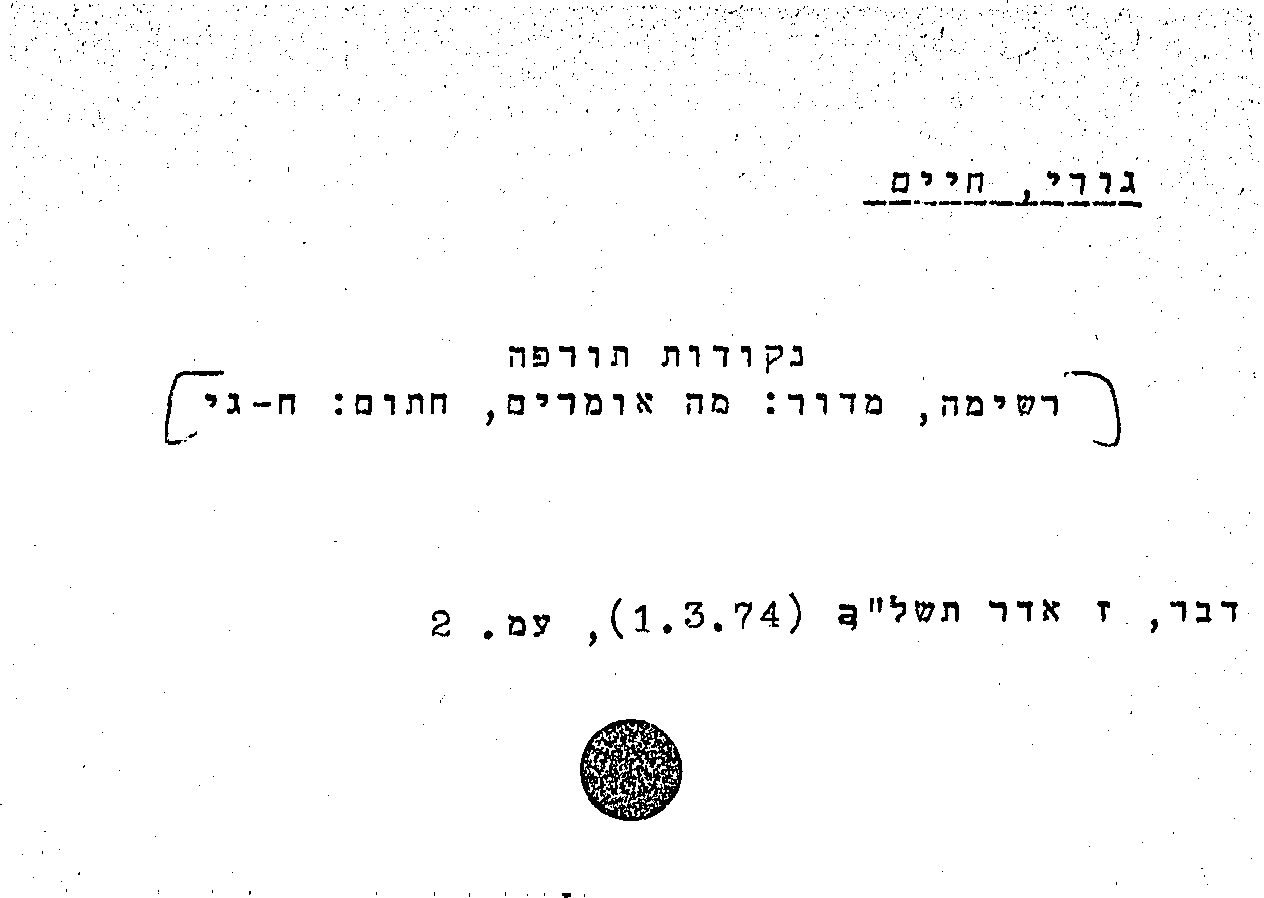 גורי, חיים
נקודות תורפה
[רשימה, מדור: מה אומרים, חתום: ח-גי]
דבר, ז אדר תשל"ד (1.3.74), עמ. 2